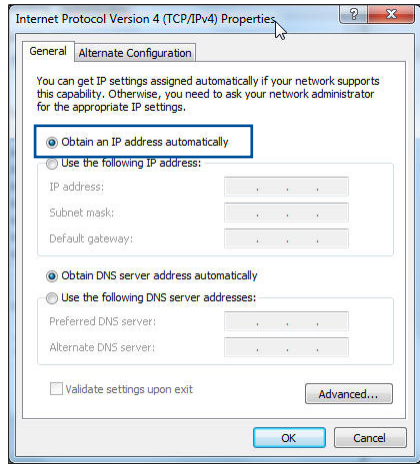 Internet Protocol Version 4 (TCP/IPv4) Properties
General
Alternate Configuration
You can get IP settings assigned automatically if your network supports
this capability. Otherwise, you need to ask your network administrator
for the appropriate IP settings.
Obtain an IP address automatically
Use the following IP address:
IP address:
Subnet mask:
Default gateway:
Obtain DNS server address automatically
Use the following DNS server addresses:
Preferred DNS server:
Alternate DNS server:
Validate settings upon exit
Advanced...
OK
Cancel